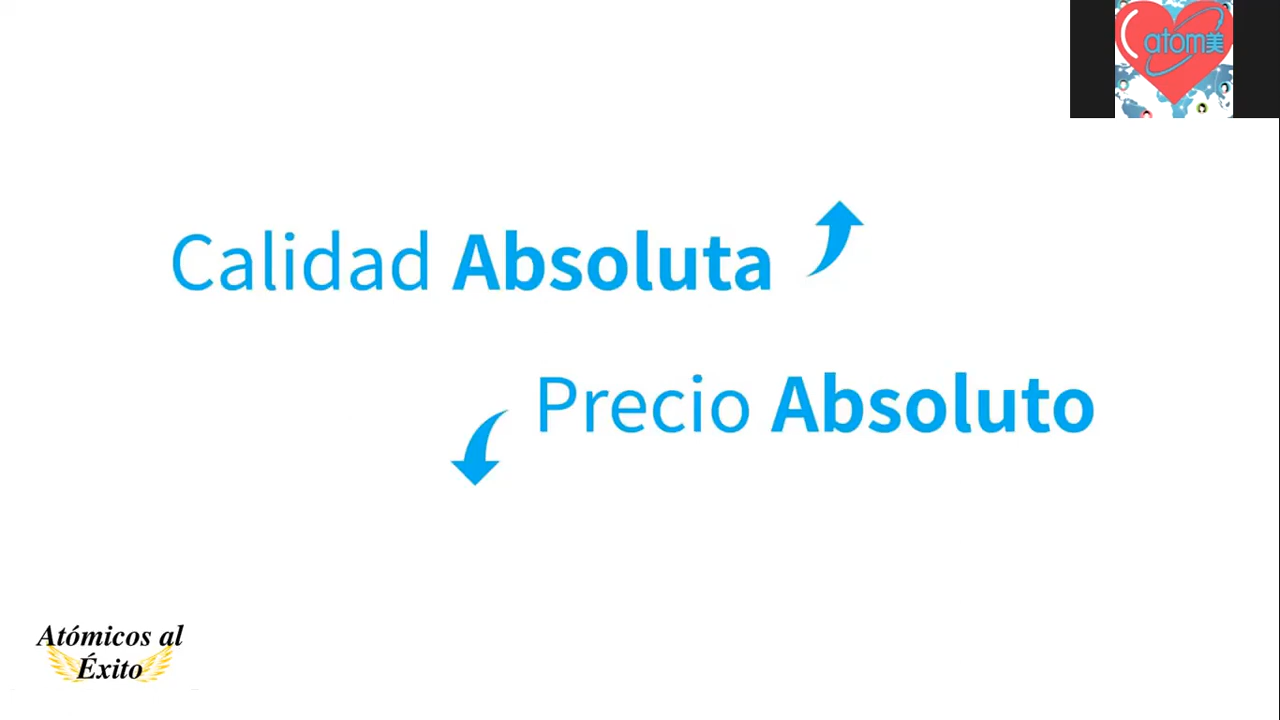 atom美
Calidad Absoluta
Precio Absoluto
Atómicos al
Éxito